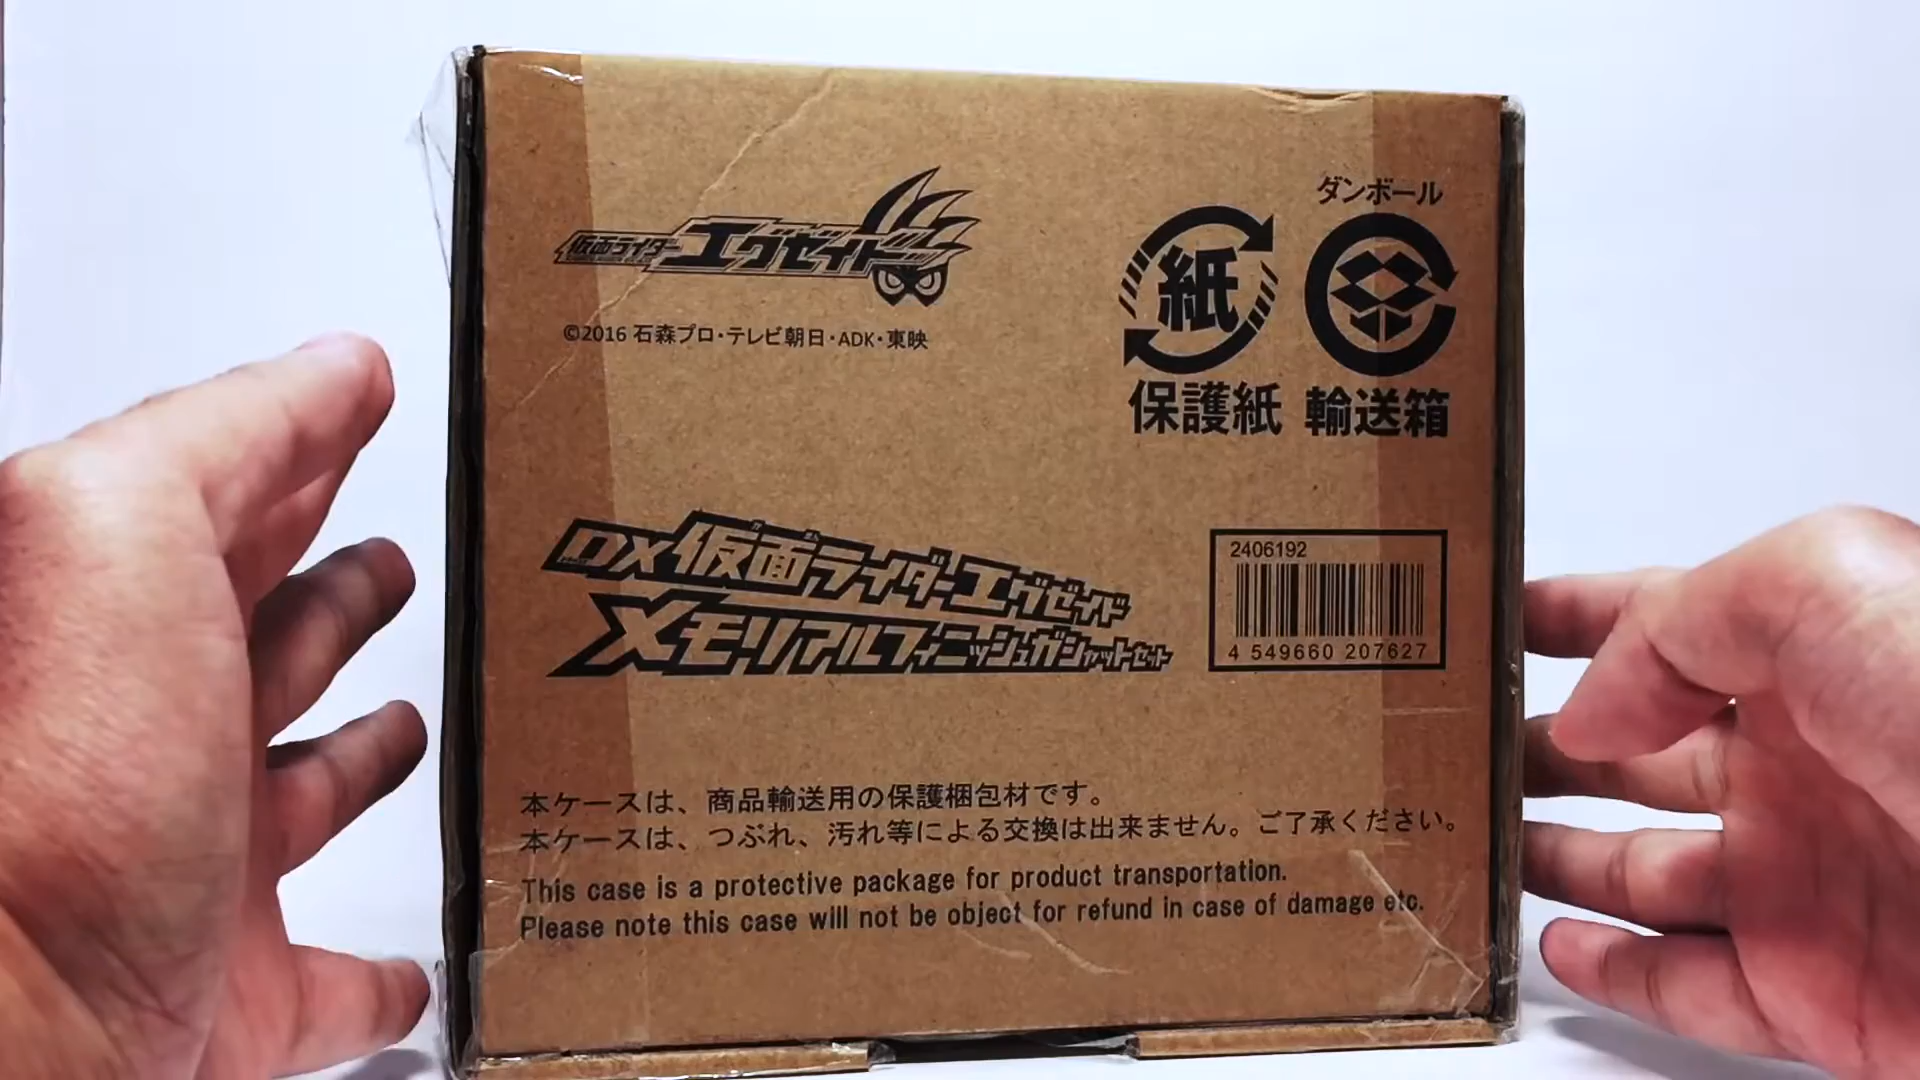 仮面ライダーエグゼイド
©2016 石森プロ・テレビ朝日・ADK・東映
ダンボール
紙
保護紙 輸送箱
DX仮面ライダーエグゼイド
メモリアルフィニッシュガシャットセット
2406192
4 549660 207627
本ケースは、商品輸送用の保護梱包材です。
本ケースは、つぶれ、汚れ等による交換は出来ません。ご了承ください。
This case is a protective package for product transportation.
Please note this case will not be object for refund in case of damage etc.